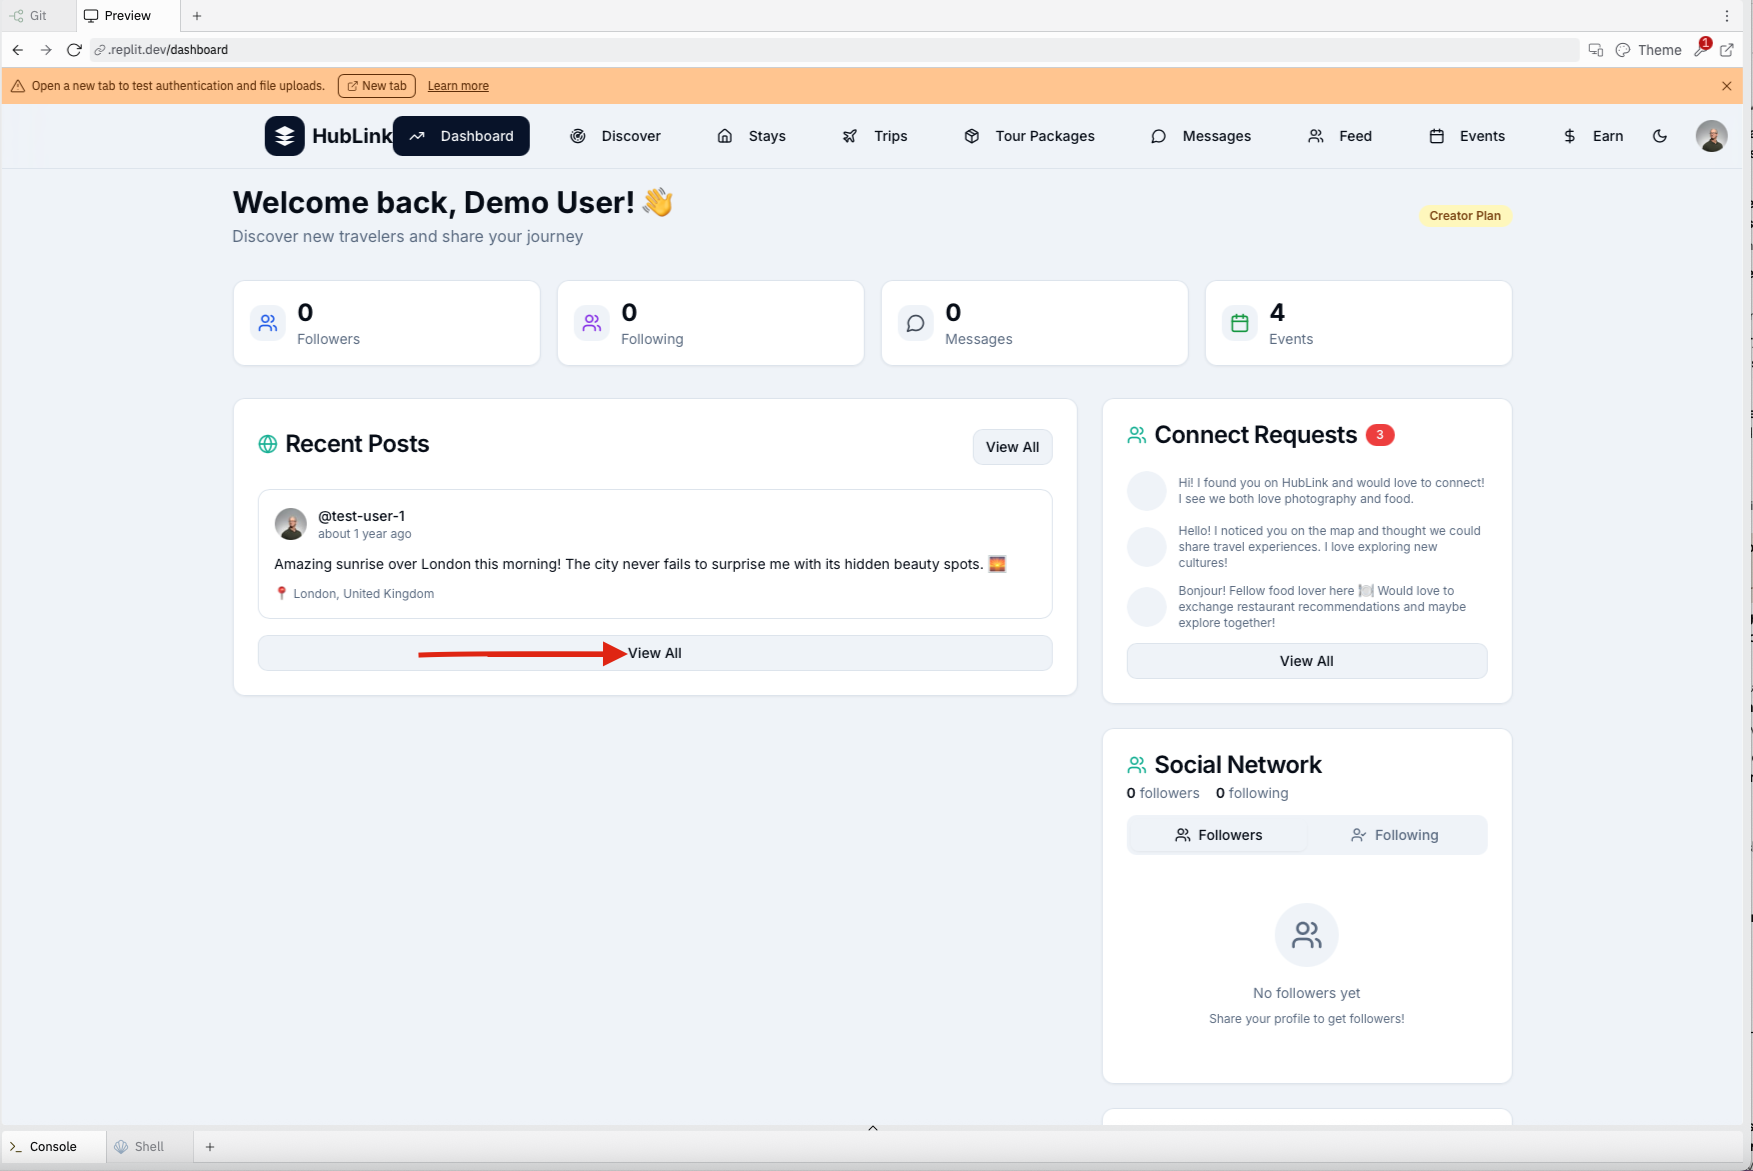 Git
Preview
.replit.dev/dashboard
Theme
1
Open a new tab to test authentication and file uploads.
New tab
Learn more
HubLink
Dashboard
Discover
Stays
Trips
Tour Packages
Messages
Feed
Events
Earn
Welcome back, Demo User! 👋
Discover new travelers and share your journey
Creator Plan
0
Followers
0
Following
0
Messages
4
Events
Recent Posts
View All
@test-user-1
about 1 year ago
Amazing sunrise over London this morning! The city never fails to surprise me with its hidden beauty spots. 🌅
📍 London, United Kingdom
View All
Connect Requests
3
Hi! I found you on HubLink and would love to connect!
I see we both love photography and food.
Hello! I noticed you on the map and thought we could
share travel experiences. I love exploring new
cultures!
Bonjour! Fellow food lover here 🍽️ Would love to
exchange restaurant recommendations and maybe
explore together!
View All
Social Network
0 followers 0 following
Followers
Following
No followers yet
Share your profile to get followers!
Console
Shell